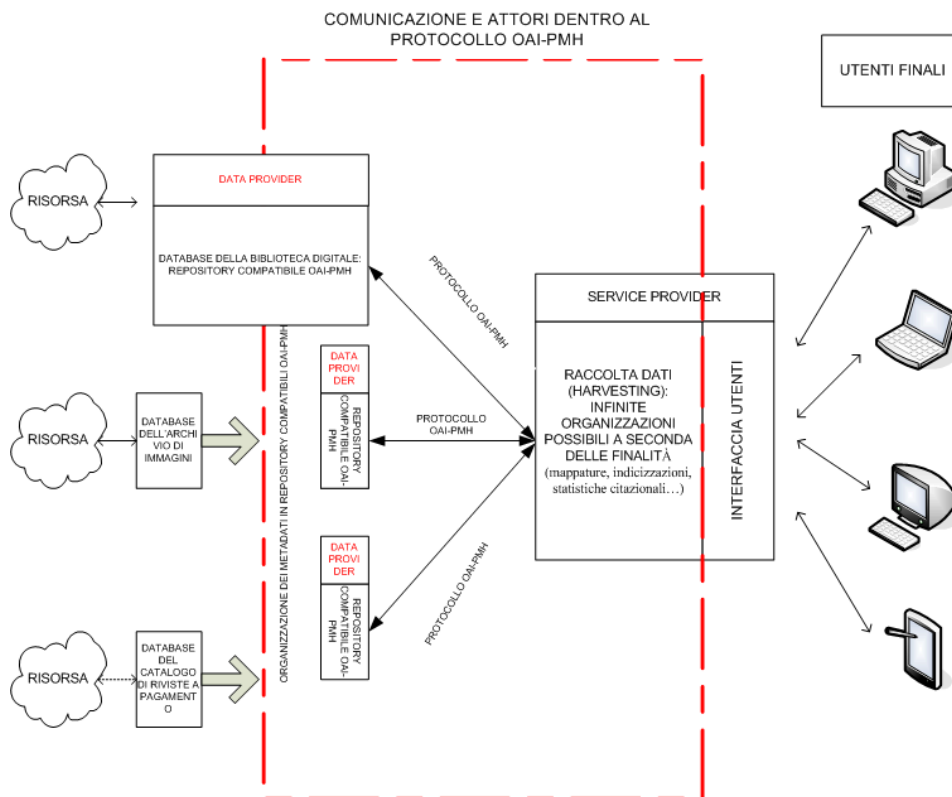 COMUNICAZIONE E ATTORI DENTRO AL
PROTOCOLLO OAI-PMH
UTENTI FINALI
RISORSA
DATA PROVIDER
DATABASE DELLA BIBLIOTECA DIGITALE:
REPOSITORY COMPATIBILE OAI-PMH
PROTOCOLLO OAI-PMH
SERVICE PROVIDER
RACCOLTA DATI
(HARVESTING):
INFINITE
ORGANIZZAZIONI
POSSIBILI A SECONDA
DELLE FINALITÀ
(mappature, indicizzazioni,
statistiche citazionali…)
INTERFACCIA UTENTI
ORGANIZZAZIONE DEI METADATI IN REPOSITORY COMPATIBILI OAI-PMH
RISORSA
DATABASE
DELL'ARCHI
VIO DI
IMMAGINI
DATA
PROVI
DER
REPOSITORY
COMPATIBILE OAI-
PMH
PROTOCOLLO
OAI-PMH
DATA
PROVI
DER
REPOSITORY
COMPATIBILE OAI-
PMH
PROTOCOLLO OAI-PMH
RISORSA
DATABASE
DEL
CATALOGO
DI RIVISTE A
PAGAMENT
O